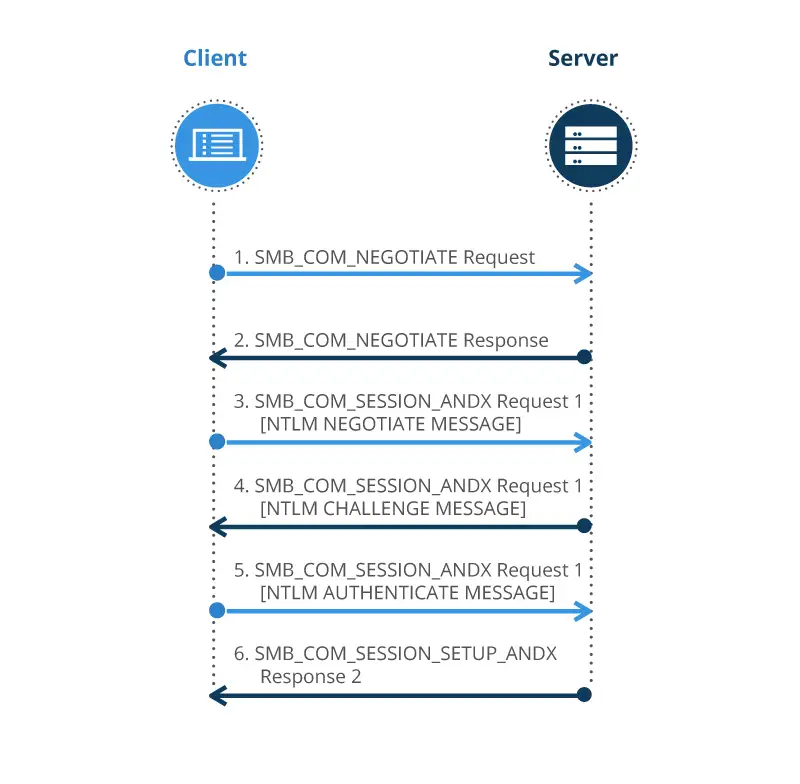 Client
Server
1. SMB_COM_NEGOTIATE Request
2. SMB_COM_NEGOTIATE Response
3. SMB_COM_SESSION_ANDX Request 1
[NTLM NEGOTIATE MESSAGE]
4. SMB_COM_SESSION_ANDX Request 1
[NTLM CHALLENGE MESSAGE]
5. SMB_COM_SESSION_ANDX Request 1
[NTLM AUTHENTICATE MESSAGE]
6. SMB_COM_SESSION_SETUP_ANDX
Response 2